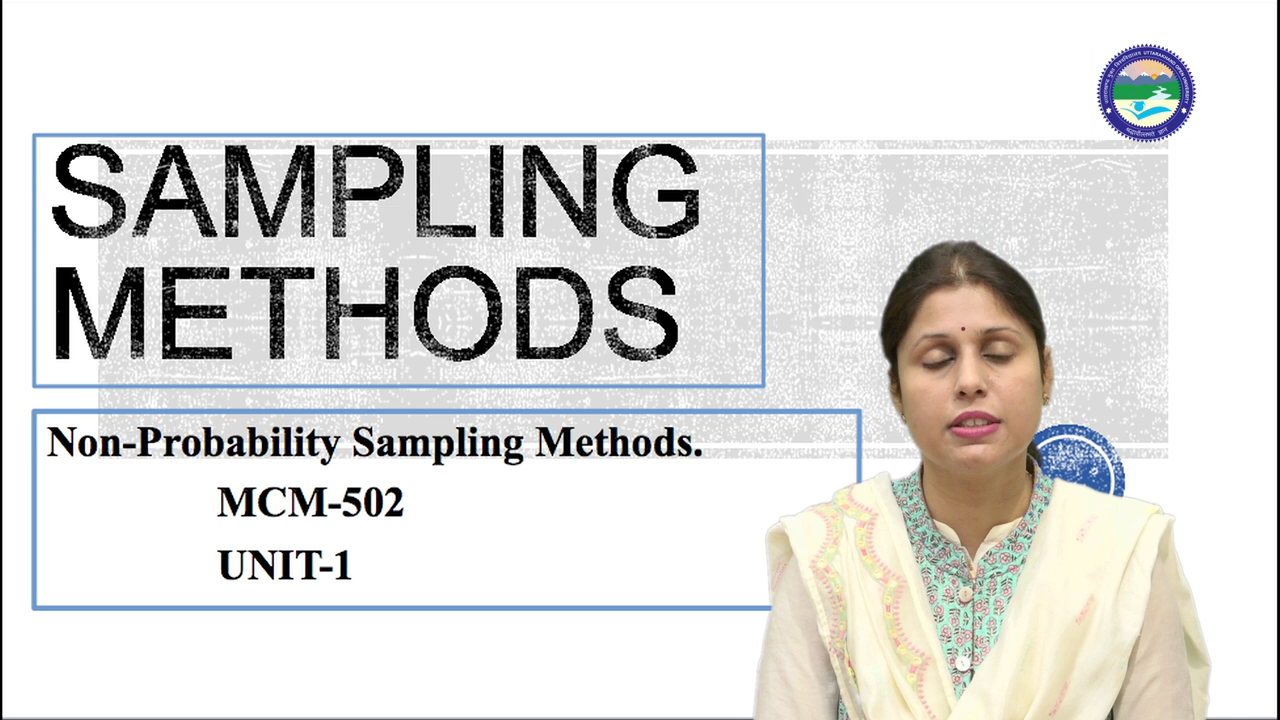 SAMPLING
METHODS
Non-Probability Sampling Methods.
MCM-502
UNIT-1